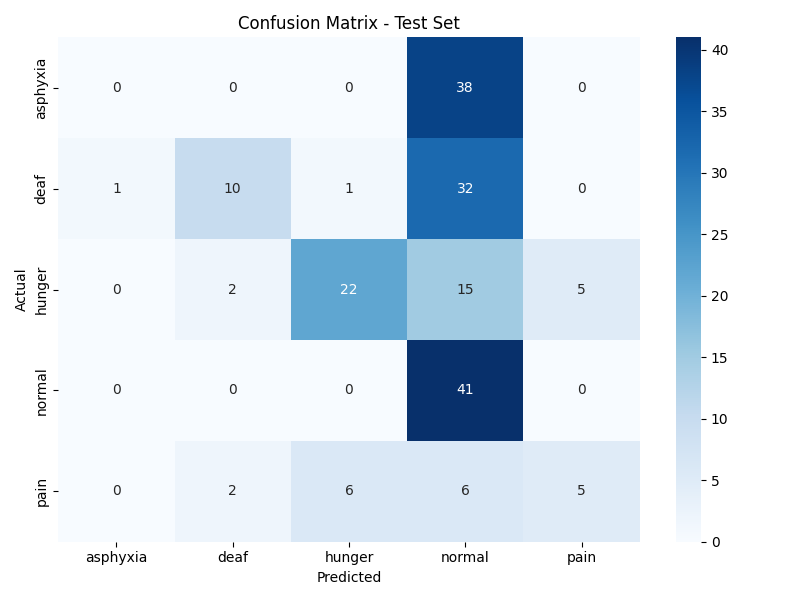 Confusion Matrix - Test Set
asphyxia 0 0 0 38 0
deaf 1 10 1 32 0
hunger 0 2 22 15 5
normal 0 0 0 41 0
pain 0 2 6 6 5
Actual
asphyxia deaf hunger normal pain
Predicted
40
35
30
25
20
15
10
5
0